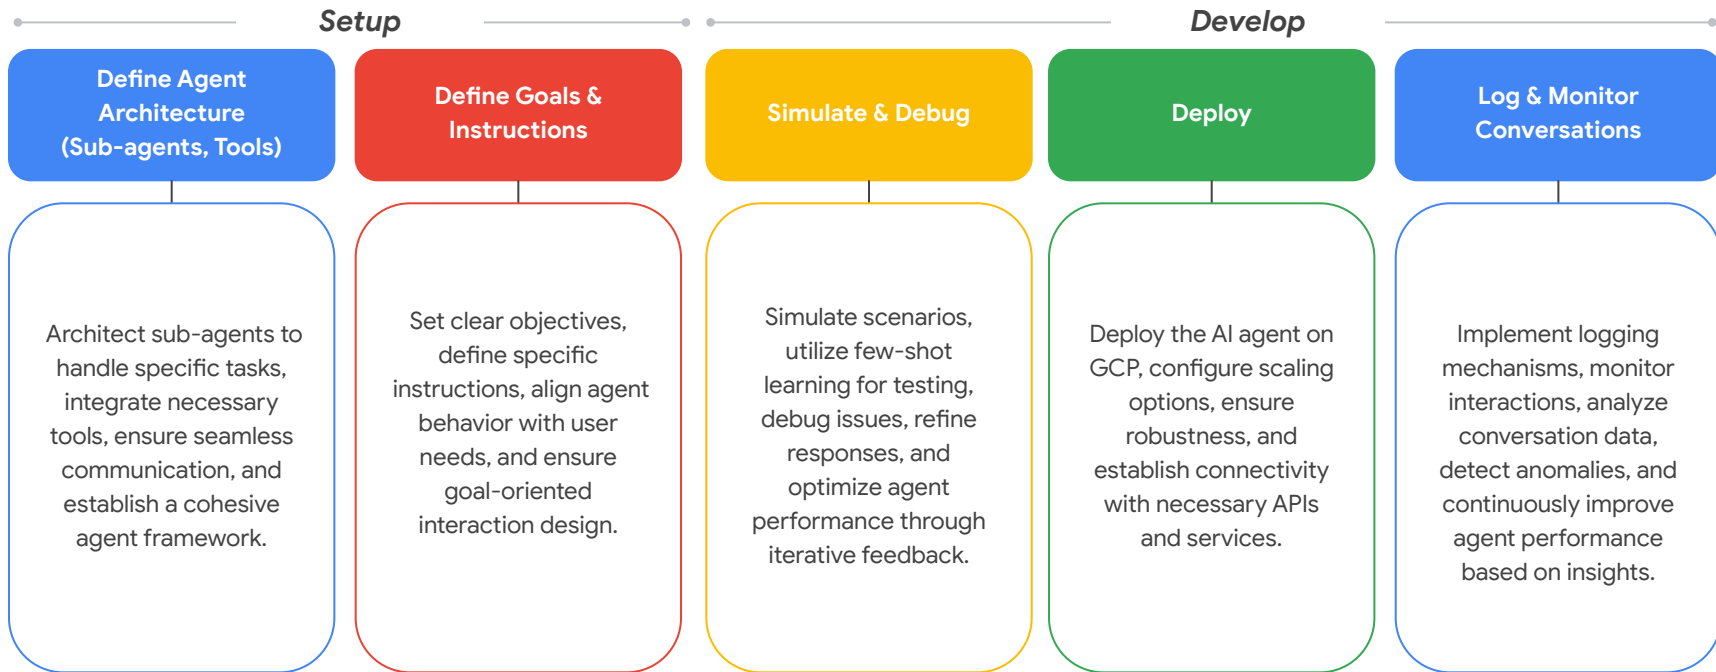 Setup
Develop
Define Agent
Architecture
(Sub-agents, Tools)
Define Goals &
Instructions
Simulate & Debug
Deploy
Log & Monitor
Conversations
Architect sub-agents to
handle specific tasks,
integrate necessary
tools, ensure seamless
communication, and
establish a cohesive
agent framework.
Set clear objectives,
define specific
instructions, align agent
behavior with user
needs, and ensure
goal-oriented
interaction design.
Simulate scenarios,
utilize few-shot
learning for testing,
debug issues, refine
responses, and
optimize agent
performance through
iterative feedback.
Deploy the AI agent on
GCP, configure scaling
options, ensure
robustness, and
establish connectivity
with necessary APIs
and services.
Implement logging
mechanisms, monitor
interactions, analyze
conversation data,
detect anomalies, and
continuously improve
agent performance
based on insights.